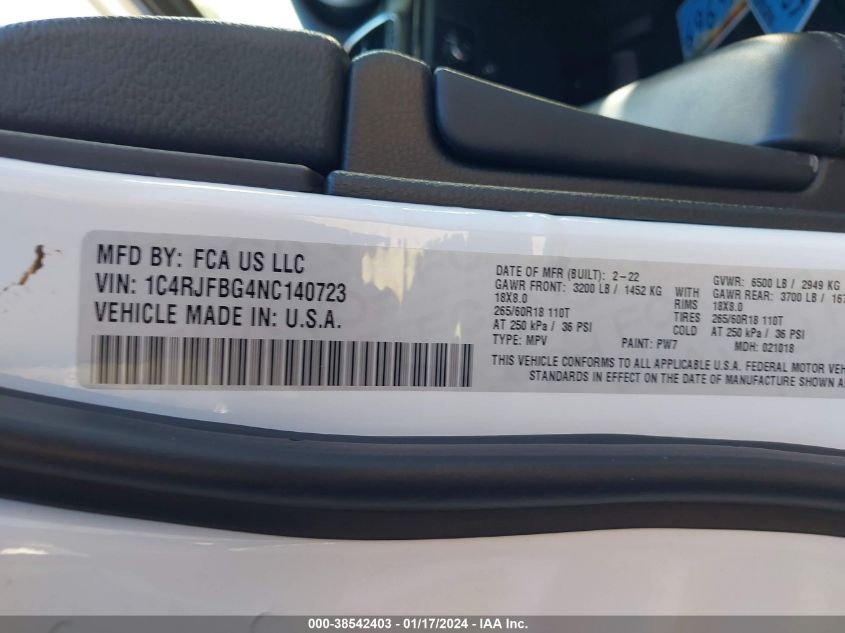 MFD BY: FCA US LLC
VIN: 1C4RJFBG4NC140723
VEHICLE MADE IN: U.S.A.
DATE OF MFR (BUILT): 2-22 GVWR: 6500 LB / 2949 KG
GAWR FRONT: 3200 LB / 1452 KG WITH GAWR REAR: 3700 LB / 167
18X8.0 RIMS 18X8.0
265/60R18 110T TIRES 265/60R18 110T
AT 250 kPa / 36 PSI COLD AT 250 kPa / 36 PSI
TYPE: MPV PAINT: PW7 MDH: 021018
THIS VEHICLE CONFORMS TO ALL APPLICABLE U.S.A. FEDERAL MOTOR VEH
STANDARDS IN EFFECT ON THE DATE OF MANUFACTURE SHOWN A
000-38542403 - 01/17/2024 - IAA Inc.